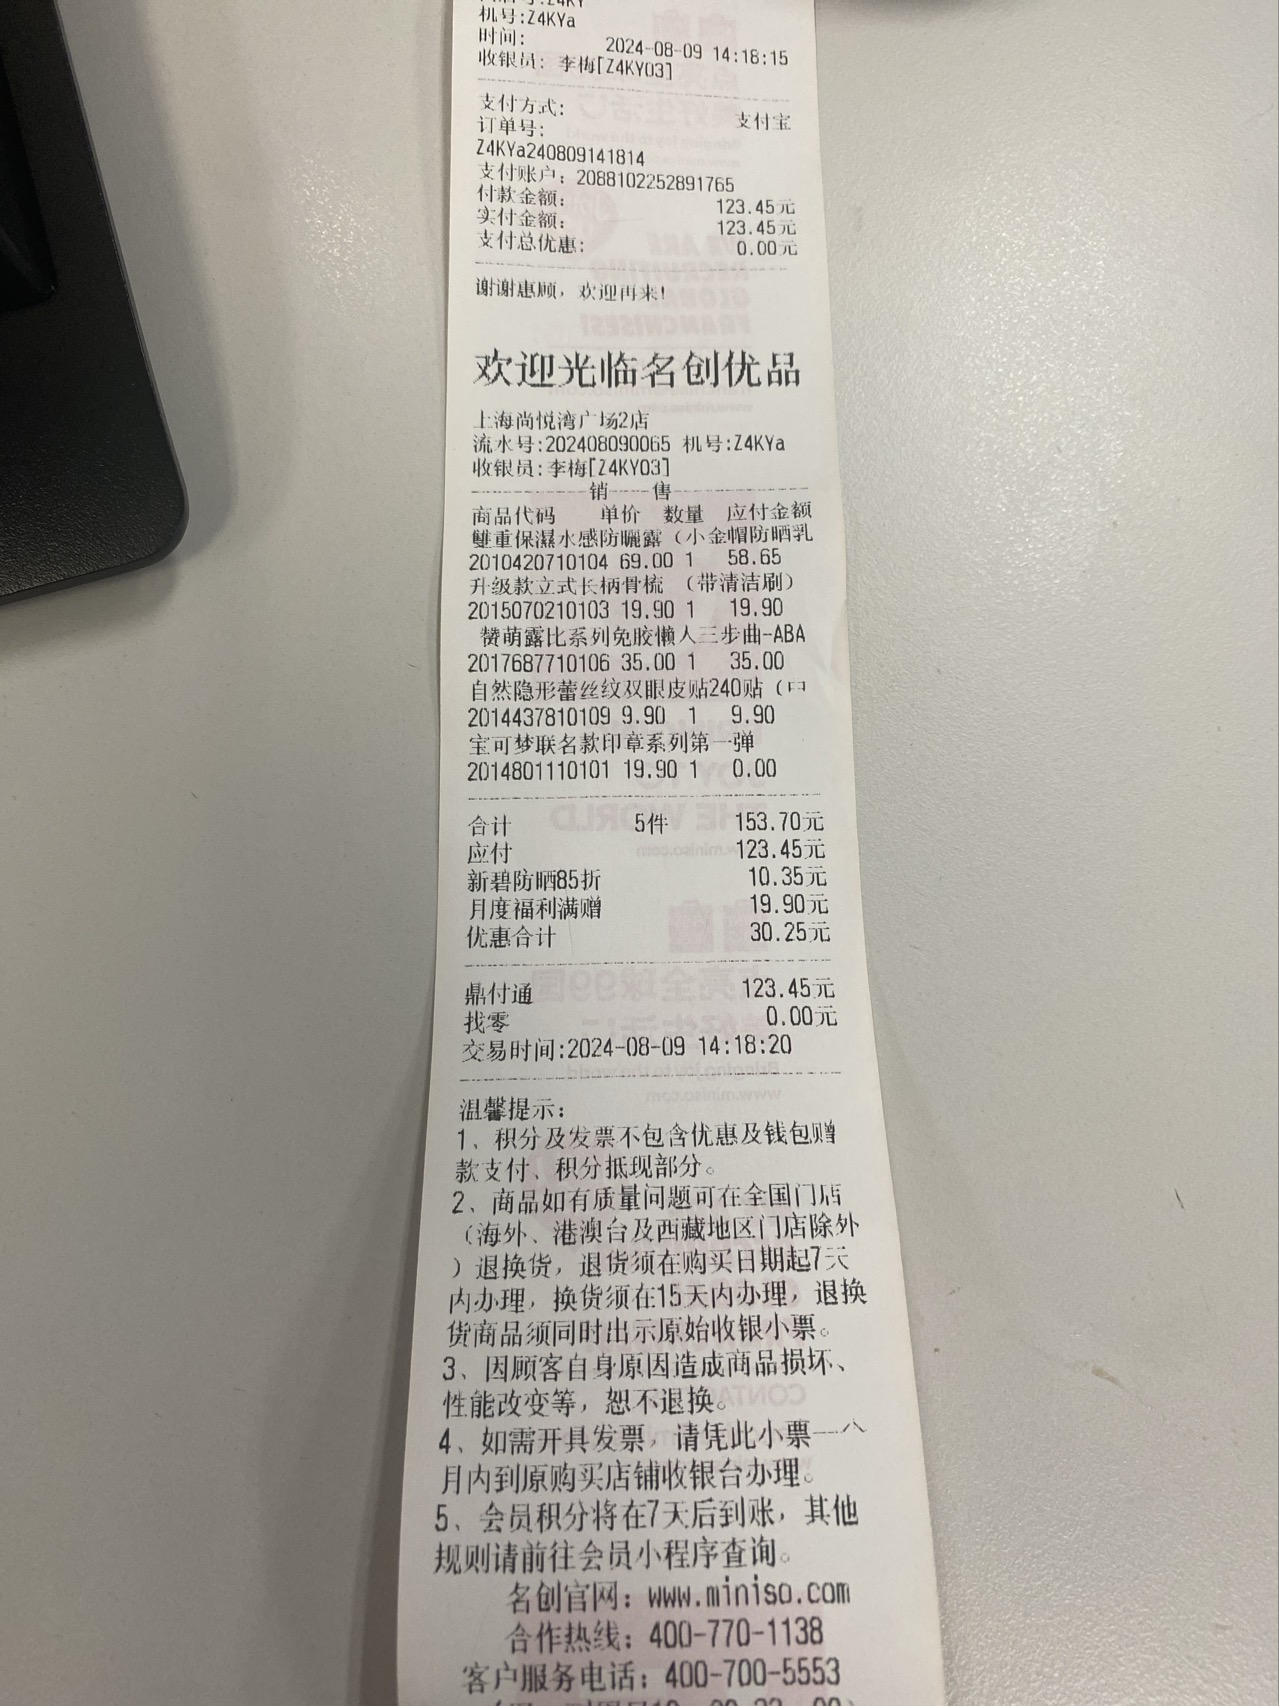 机号:Z4KYa
时间: 2024-08-09 14:18:15
收银员: 李梅[Z4KY03]
支付方式: 支付宝
订单号:
Z4KYa240809141814
支付账户: 2088102252891765
付款金额: 123.45元
实付金额: 123.45元
支付总优惠: 0.00元
谢谢惠顾，欢迎再来!
欢迎光临名创优品
上海尚悦湾广场2店
流水号:202408090065 机号:Z4KYa
收银员:李梅[Z4KY03]
销 售
商品代码 单价 数量 应付金额
雙重保濕水感防曬露（小金帽防晒乳
2010420710104 69.00 1 58.65
升级款立式长柄骨梳 （带清洁刷）
2015070210103 19.90 1 19.90
赞萌露比系列免胶懒人三步曲-ABA
2017687710106 35.00 1 35.00
自然隐形蕾丝纹双眼皮贴240贴（中
2014437810109 9.90 1 9.90
宝可梦联名款印章系列第一弹
2014801110101 19.90 1 0.00
合计 5件 153.70元
应付 123.45元
新碧防晒85折 10.35元
月度福利满赠 19.90元
优惠合计 30.25元
鼎付通 123.45元
找零 0.00元
交易时间:2024-08-09 14:18:20
温馨提示:
1、积分及发票不包含优惠及钱包赠
款支付、积分抵现部分。
2、商品如有质量问题可在全国门店
（海外、港澳台及西藏地区门店除外
）退换货，退货须在购买日期起7天
内办理，换货须在15天内办理，退换
货商品须同时出示原始收银小票。
3、因顾客自身原因造成商品损坏、
性能改变等，恕不退换。
4、如需开具发票，请凭此小票一个
月内到原购买店铺收银台办理。
5、会员积分将在7天后到账，其他
规则请前往会员小程序查询。
名创官网: www.miniso.com
合作热线: 400-770-1138
客户服务电话: 400-700-5553